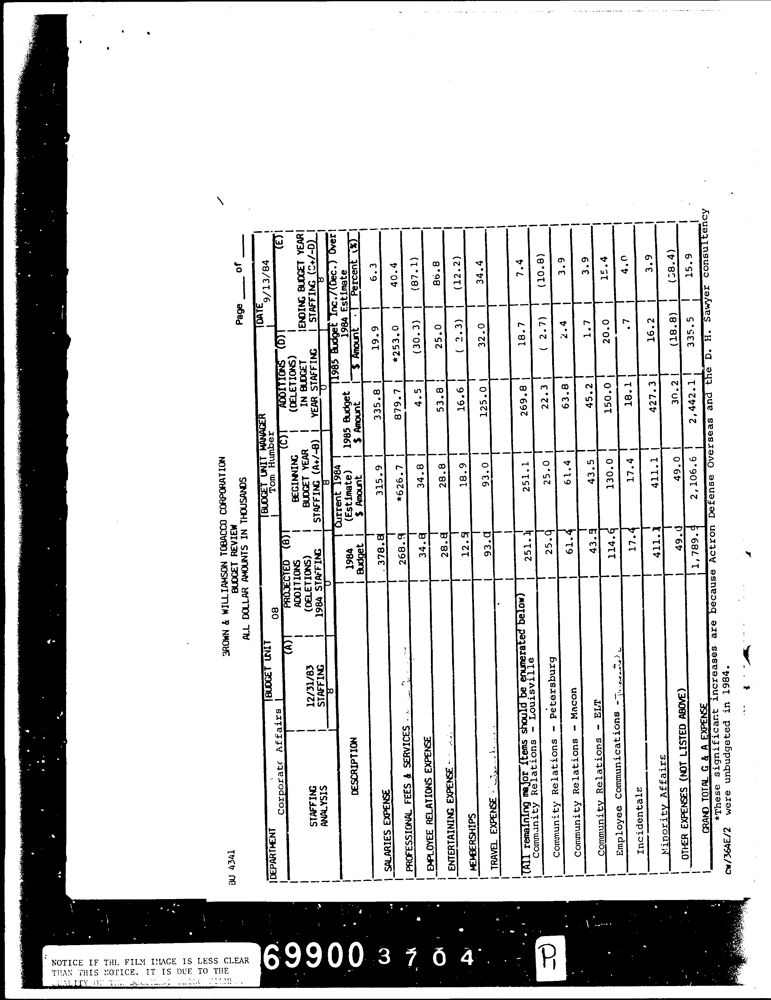 BROWN & WILLIAMSON TOBACCO CORPORATION
BUDGET REVIEW
ALL DOLLAR AMOUNTS IN THOUSANDS
BU 4341
Page ___ of ___
DEPARTMENT Corporate Affairs
BUDGET UNIT 08
BUDGET UNIT MANAGER Tom Humber
DATE 9/13/84
STAFFING ANALYSIS
(A) 12/31/83 STAFFING 8
(B) PROJECTED ADDITIONS (DELETIONS) 1984 STAFFING 0
(C) BEGINNING BUDGET YEAR STAFFING (A+/-B) 8
(D) ADDITIONS (DELETIONS) IN BUDGET YEAR STAFFING 0
(E) ENDING BUDGET YEAR STAFFING (C+/-D) 8
DESCRIPTION | 1984 Budget | Current 1984 (Estimate) $ Amount | 1985 Budget $ Amount | 1985 Budget Inc./(Dec.) Over 1984 Estimate $ Amount | Percent (%)
SALARIES EXPENSE 378.8 315.9 335.8 19.9 6.3
PROFESSIONAL FEES & SERVICES 268.9 *626.7 879.7 *253.0 40.4
EMPLOYEE RELATIONS EXPENSE 34.8 34.8 4.5 (30.3) (87.1)
ENTERTAINING EXPENSE 28.8 28.8 53.8 25.0 86.8
MEMBERSHIPS 12.9 18.9 16.6 ( 2.3) (12.2)
TRAVEL EXPENSE 93.0 93.0 125.0 32.0 34.4
(All remaining major items should be enumerated below)
Community Relations - Louisville 251.1 251.1 269.8 18.7 7.4
Community Relations - Petersburg 25.0 25.0 22.3 ( 2.7) (10.8)
Community Relations - Macon 61.4 61.4 63.8 2.4 3.9
Community Relations - ELT 43.5 43.5 45.2 1.7 3.9
Employee Communications 114.6 130.0 150.0 20.0 15.4
Incidentals 17.4 17.4 18.1 .7 4.0
Minority Affairs 411.1 411.1 427.3 16.2 3.9
OTHER EXPENSES (NOT LISTED ABOVE) 49.0 49.0 30.2 (18.8) (38.4)
GRAND TOTAL G & A EXPENSE 1,789.9 2,106.6 2,442.1 335.5 15.9
*These significant increases are because Actron Defense Overseas and the D. H. Sawyer consultency
were unbudgeted in 1984.
cw/364E/2
NOTICE IF THE FILM IMAGE IS LESS CLEAR
THAN THIS NOTICE. IT IS DUE TO THE
QUALITY OF THE
69900 3704
P1